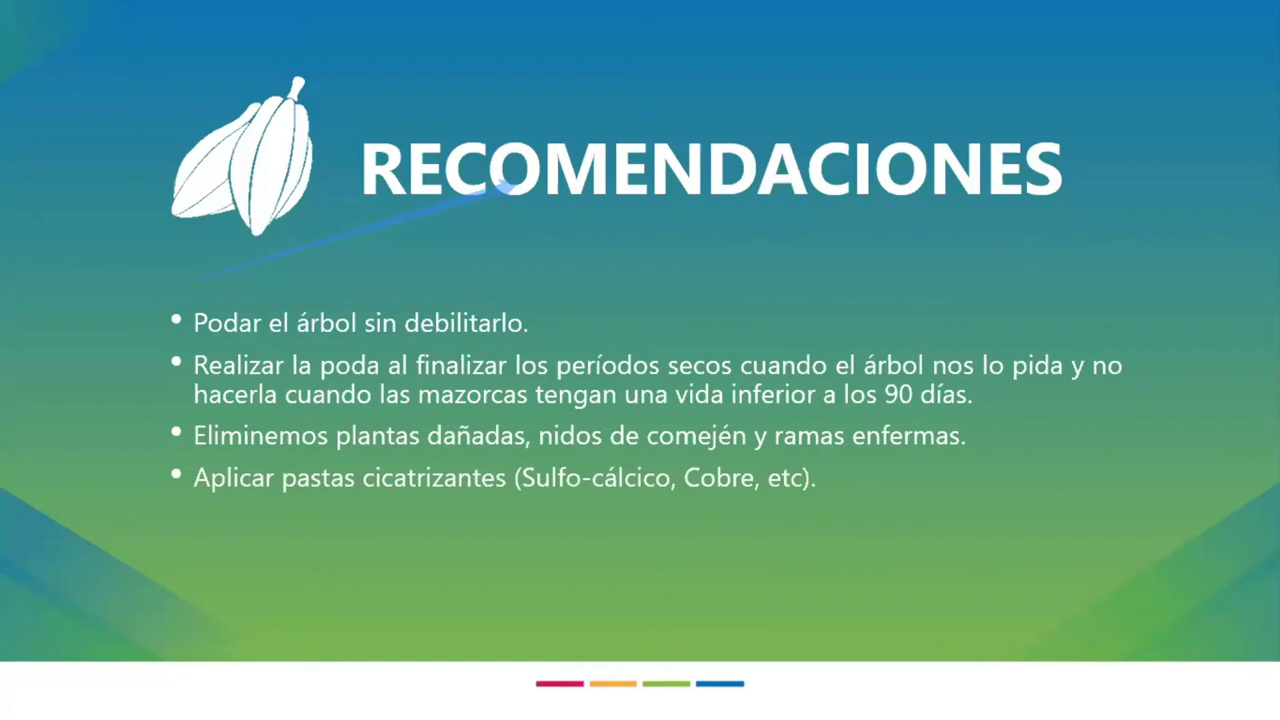 RECOMENDACIONES
• Podar el árbol sin debilitarlo.
• Realizar la poda al finalizar los períodos secos cuando el árbol nos lo pida y no
hacerla cuando las mazorcas tengan una vida inferior a los 90 días.
• Eliminemos plantas dañadas, nidos de comején y ramas enfermas.
• Aplicar pastas cicatrizantes (Sulfo-cálcico, Cobre, etc).